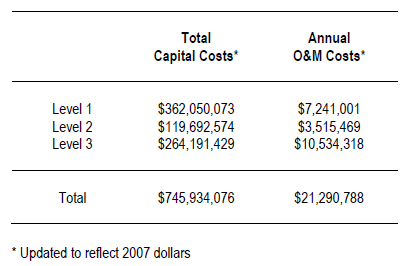 Total Annual
Capital Costs* O&M Costs*
Level 1 $362,050,073 $7,241,001
Level 2 $119,692,574 $3,515,469
Level 3 $264,191,429 $10,534,318
Total $745,934,076 $21,290,788
* Updated to reflect 2007 dollars